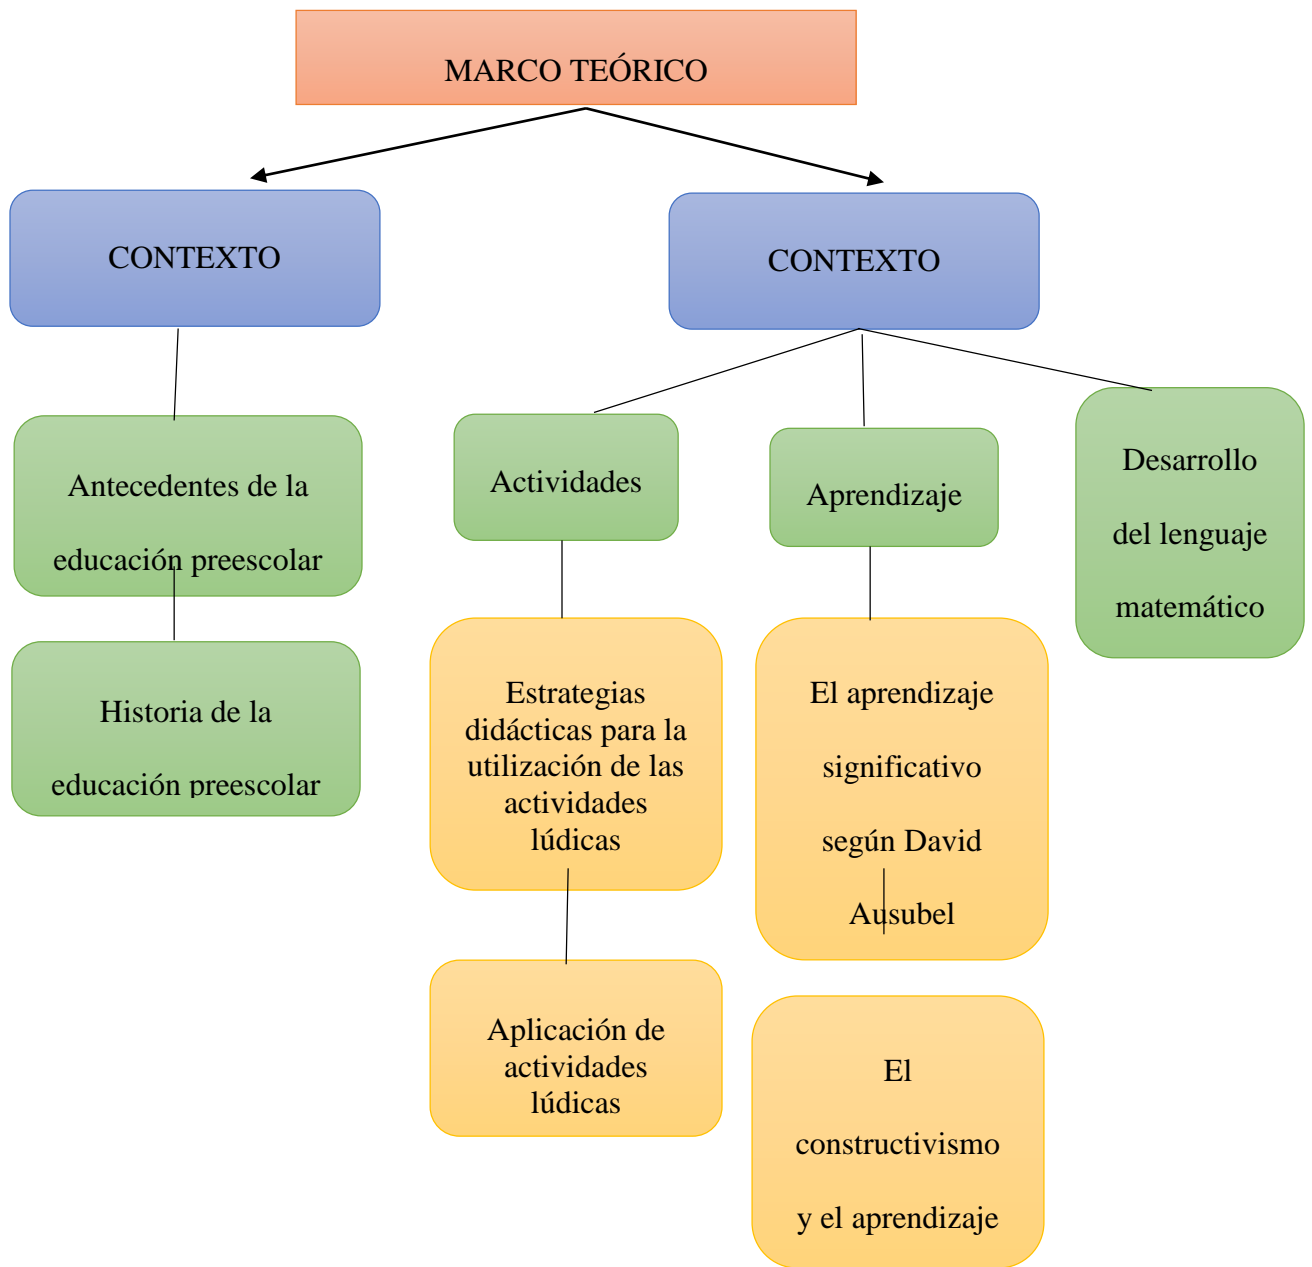 MARCO TEÓRICO
CONTEXTO
CONTEXTO
Antecedentes de la
educación preescolar
Historia de la
educación preescolar
Actividades
Estrategias
didácticas para la
utilización de las
actividades
lúdicas
Aplicación de
actividades
lúdicas
Aprendizaje
El aprendizaje
significativo
según David
Ausubel
El
constructivismo
y el aprendizaje
Desarrollo
del lenguaje
matemático